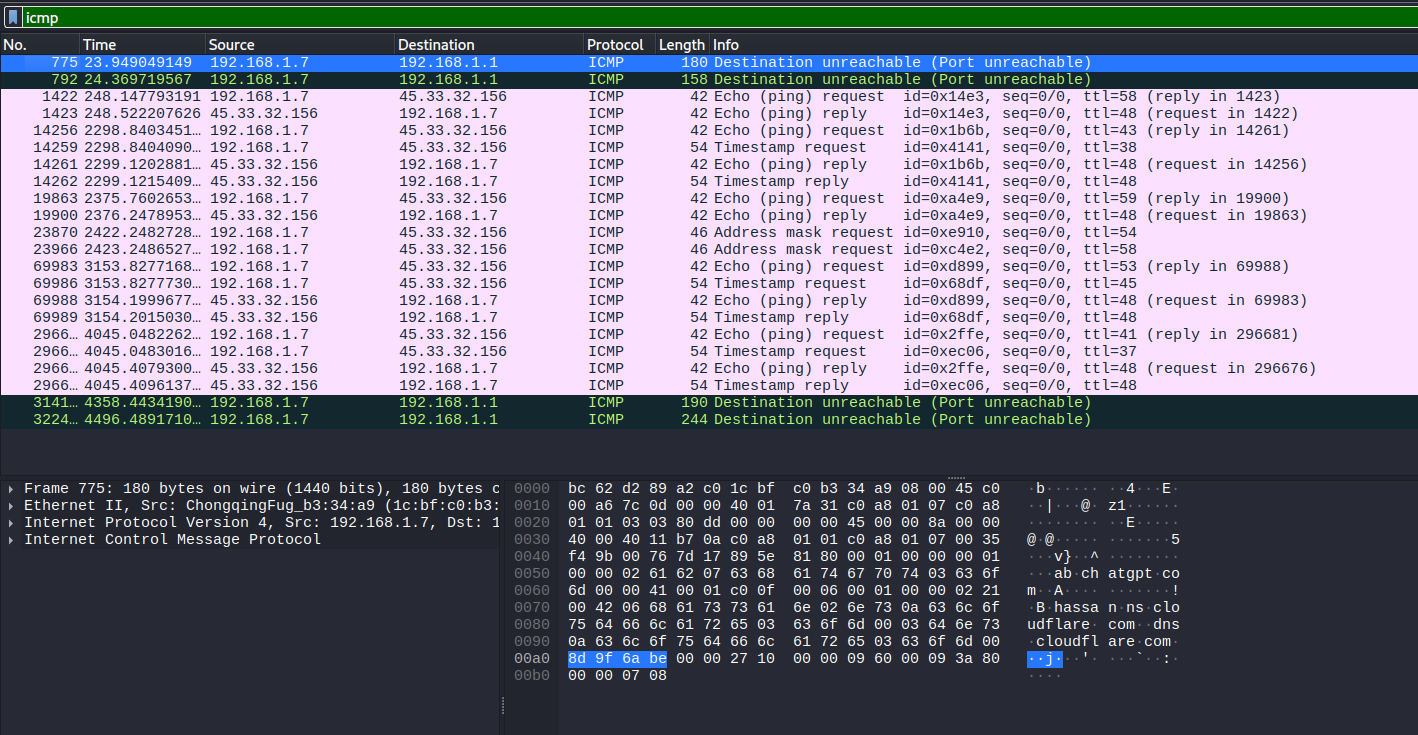 icmp
No. Time Source Destination Protocol Length Info
775 23.949049149 192.168.1.7 192.168.1.1 ICMP 180 Destination unreachable (Port unreachable)
792 24.369719567 192.168.1.7 192.168.1.1 ICMP 158 Destination unreachable (Port unreachable)
1422 248.147793191 192.168.1.7 45.33.32.156 ICMP 42 Echo (ping) request id=0x14e3, seq=0/0, ttl=58 (reply in 1423)
1423 248.522207626 45.33.32.156 192.168.1.7 ICMP 42 Echo (ping) reply id=0x14e3, seq=0/0, ttl=48 (request in 1422)
14256 2298.8403451… 192.168.1.7 45.33.32.156 ICMP 42 Echo (ping) request id=0x1b6b, seq=0/0, ttl=43 (reply in 14261)
14259 2298.8404090… 192.168.1.7 45.33.32.156 ICMP 54 Timestamp request id=0x4141, seq=0/0, ttl=38
14261 2299.1202881… 45.33.32.156 192.168.1.7 ICMP 42 Echo (ping) reply id=0x1b6b, seq=0/0, ttl=48 (request in 14256)
14262 2299.1215409… 45.33.32.156 192.168.1.7 ICMP 54 Timestamp reply id=0x4141, seq=0/0, ttl=48
19863 2375.7602653… 192.168.1.7 45.33.32.156 ICMP 42 Echo (ping) request id=0xa4e9, seq=0/0, ttl=59 (reply in 19900)
19900 2376.2478953… 45.33.32.156 192.168.1.7 ICMP 42 Echo (ping) reply id=0xa4e9, seq=0/0, ttl=48 (request in 19863)
23870 2422.2482728… 192.168.1.7 45.33.32.156 ICMP 46 Address mask request id=0xe910, seq=0/0, ttl=54
23966 2423.2486527… 192.168.1.7 45.33.32.156 ICMP 46 Address mask request id=0xc4e2, seq=0/0, ttl=58
69983 3153.8277168… 192.168.1.7 45.33.32.156 ICMP 42 Echo (ping) request id=0xd899, seq=0/0, ttl=53 (reply in 69988)
69986 3153.8277730… 192.168.1.7 45.33.32.156 ICMP 54 Timestamp request id=0x68df, seq=0/0, ttl=45
69988 3154.1999677… 45.33.32.156 192.168.1.7 ICMP 42 Echo (ping) reply id=0xd899, seq=0/0, ttl=48 (request in 69983)
69989 3154.2015030… 45.33.32.156 192.168.1.7 ICMP 54 Timestamp reply id=0x68df, seq=0/0, ttl=48
2966… 4045.0482262… 192.168.1.7 45.33.32.156 ICMP 42 Echo (ping) request id=0x2ffe, seq=0/0, ttl=41 (reply in 296681)
2966… 4045.0483016… 192.168.1.7 45.33.32.156 ICMP 54 Timestamp request id=0xec06, seq=0/0, ttl=37
2966… 4045.4079300… 45.33.32.156 192.168.1.7 ICMP 42 Echo (ping) reply id=0x2ffe, seq=0/0, ttl=48 (request in 296676)
2966… 4045.4096137… 45.33.32.156 192.168.1.7 ICMP 54 Timestamp reply id=0xec06, seq=0/0, ttl=48
3141… 4358.4434190… 192.168.1.7 192.168.1.1 ICMP 190 Destination unreachable (Port unreachable)
3224… 4496.4891710… 192.168.1.7 192.168.1.1 ICMP 244 Destination unreachable (Port unreachable)
Frame 775: 180 bytes on wire (1440 bits), 180 bytes c
Ethernet II, Src: ChongqingFug_b3:34:a9 (1c:bf:c0:b3:
Internet Protocol Version 4, Src: 192.168.1.7, Dst: 1
Internet Control Message Protocol
0000 bc 62 d2 89 a2 c0 1c bf c0 b3 34 a9 08 00 45 c0 ·b······ ··4···E·
0010 00 a6 7c 0d 00 00 40 01 7a 31 c0 a8 01 07 c0 a8 ··|···@· z1······
0020 01 01 03 03 80 dd 00 00 00 00 45 00 00 8a 00 00 ········ ··E·····
0030 40 00 40 11 b7 0a c0 a8 01 01 c0 a8 01 07 00 35 @·@····· ·······5
0040 f4 9b 00 76 7d 17 89 5e 81 80 00 01 00 00 00 01 ···v}··^ ········
0050 00 00 02 61 62 07 63 68 61 74 67 70 74 03 63 6f ···ab·ch atgpt·co
0060 6d 00 00 41 00 01 c0 0f 00 06 00 01 00 00 02 21 m··A···· ·······!
0070 00 42 06 68 61 73 73 61 6e 02 6e 73 0a 63 6c 6f ·B·hassa n·ns·clo
0080 75 64 66 6c 61 72 65 03 63 6f 6d 00 03 64 6e 73 udflare· com··dns
0090 0a 63 6c 6f 75 64 66 6c 61 72 65 03 63 6f 6d 00 ·cloudfl are·com·
00a0 8d 9f 6a be 00 00 27 10 00 00 09 60 00 09 3a 80 ··j···'· ···`··:·
00b0 00 00 07 08 ····